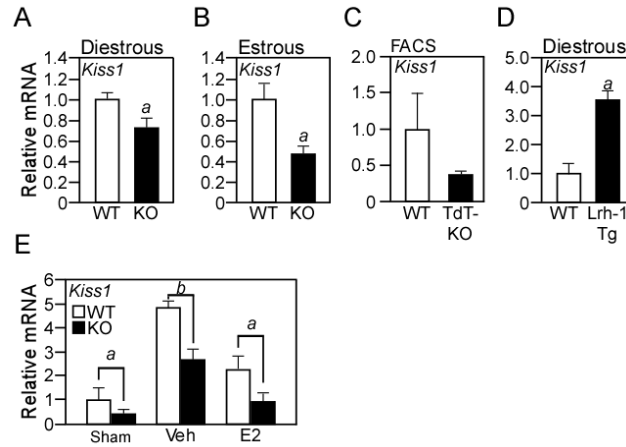 A
Diestrous
Kiss1
Relative mRNA
1.4
1.2
1.0
0.8
0.6
0.4
0.2
0
a
WT KO
B
Estrous
Kiss1
1.4
1.2
1.0
0.8
0.6
0.4
0.2
0
a
WT KO
C
FACS
Kiss1
2.0
1.5
1.0
0.5
0
WT TdT-
KO
D
Diestrous
Kiss1
5.0
4.0
3.0
2.0
1.0
0
a
WT Lrh-1
Tg
E
Kiss1
WT
KO
Relative mRNA
6
5
4
3
2
1
0
a
b
a
Sham Veh E2